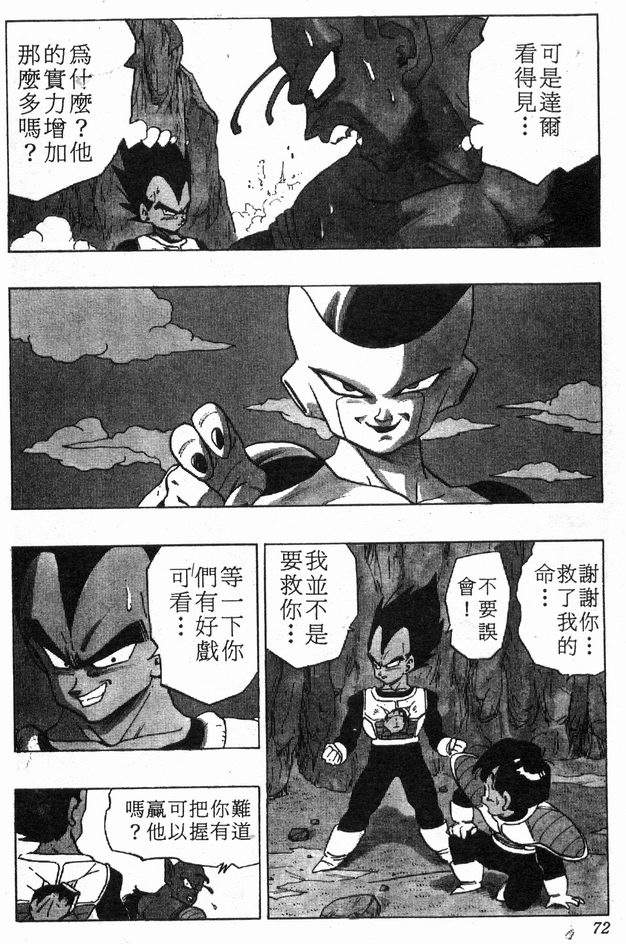 可是達爾
看得見…
為什麼？他
的實力增加
那麼多嗎？
謝謝你…
救了我的
命…
不要誤
會！
我並不是
要救你…
等一下你
們有好戲
可看…
難道
你有
把握
可以
贏他
嗎？
72